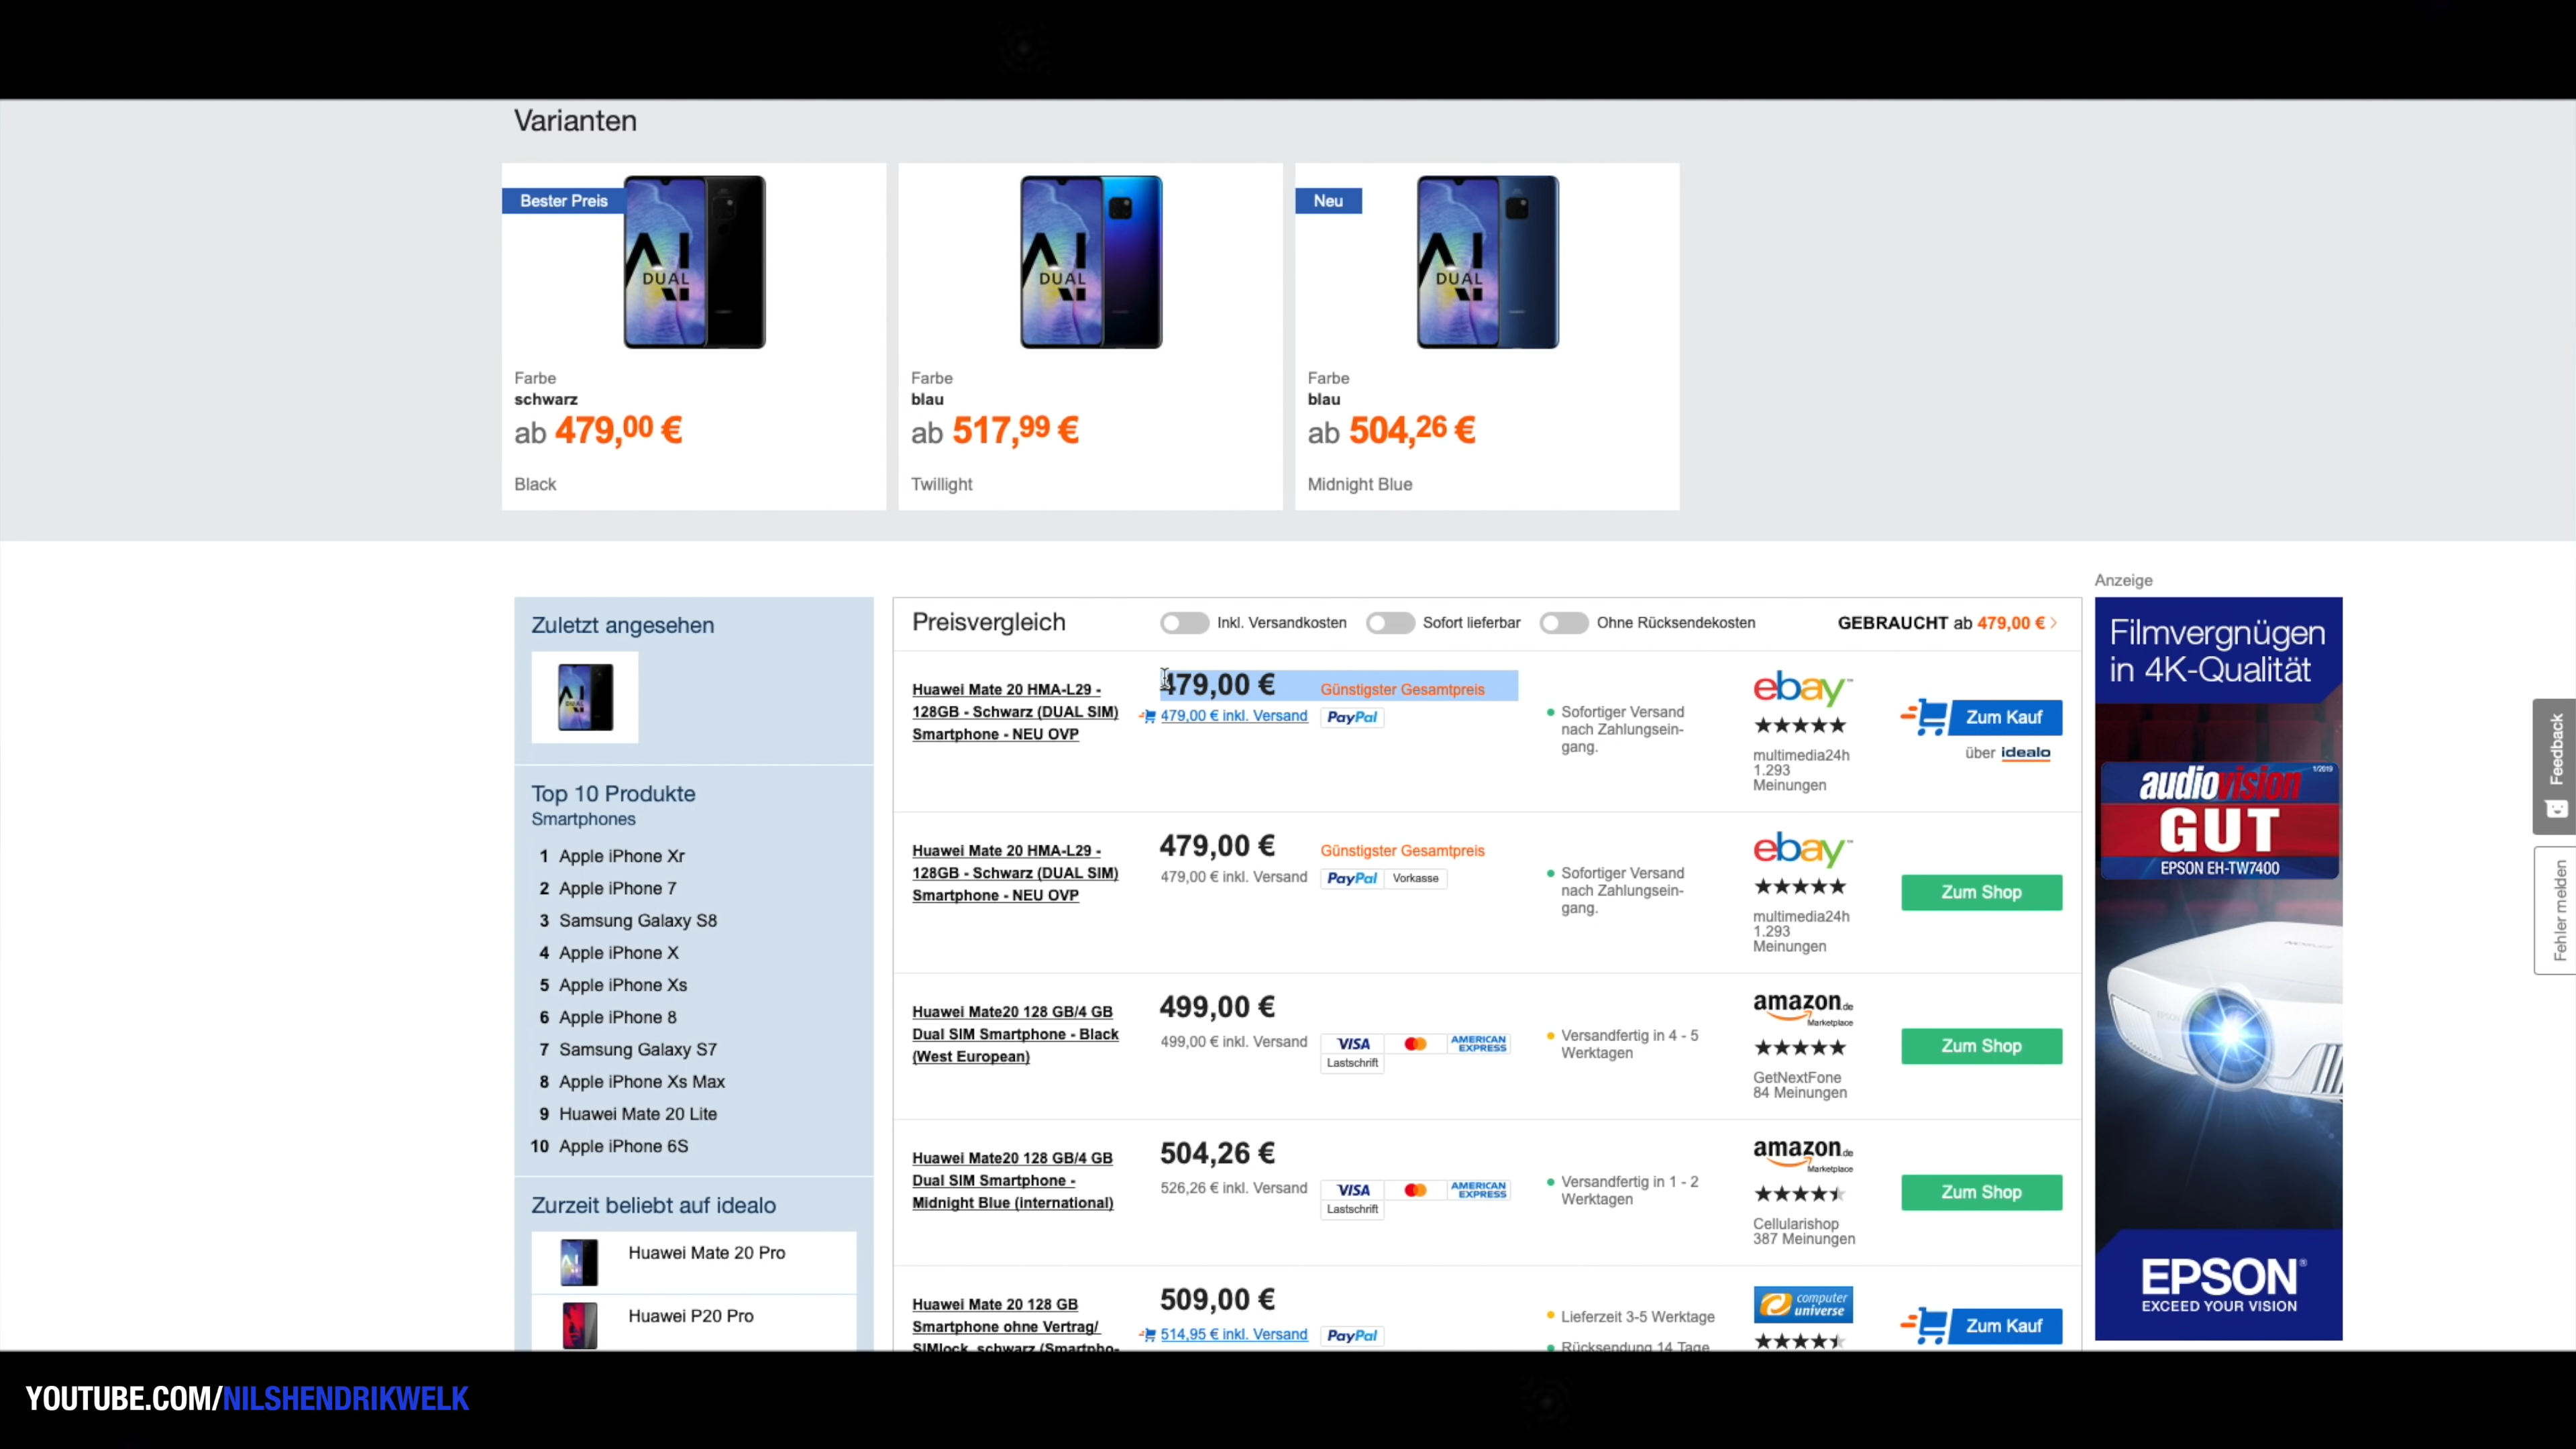 Varianten
Bester Preis
AI
DUAL
Farbe
schwarz
ab 479,00 €
Black
AI
DUAL
Farbe
blau
ab 517,99 €
Twillight
Neu
AI
DUAL
Farbe
blau
ab 504,26 €
Midnight Blue
Zuletzt angesehen
Top 10 Produkte
Smartphones
1 Apple iPhone Xr
2 Apple iPhone 7
3 Samsung Galaxy S8
4 Apple iPhone X
5 Apple iPhone Xs
6 Apple iPhone 8
7 Samsung Galaxy S7
8 Apple iPhone Xs Max
9 Huawei Mate 20 Lite
10 Apple iPhone 6S
Zurzeit beliebt auf idealo
Huawei Mate 20 Pro
Huawei P20 Pro
Preisvergleich
Inkl. Versandkosten
Sofort lieferbar
Ohne Rücksendekosten
GEBRAUCHT ab 479,00 € >
Huawei Mate 20 HMA-L29 -
128GB - Schwarz (DUAL SIM)
Smartphone - NEU OVP
479,00 €
479,00 € inkl. Versand
Günstigster Gesamtpreis
PayPal
Sofortiger Versand
nach Zahlungsein-
gang.
ebay™
multimedia24h
1.293
Meinungen
Zum Kauf
über idealo
Huawei Mate 20 HMA-L29 -
128GB - Schwarz (DUAL SIM)
Smartphone - NEU OVP
479,00 €
479,00 € inkl. Versand
Günstigster Gesamtpreis
PayPal Vorkasse
Sofortiger Versand
nach Zahlungsein-
gang.
ebay™
multimedia24h
1.293
Meinungen
Zum Shop
Huawei Mate20 128 GB/4 GB
Dual SIM Smartphone - Black
(West European)
499,00 €
499,00 € inkl. Versand
VISA AMERICAN EXPRESS
Lastschrift
Versandfertig in 4 - 5
Werktagen
amazon.de
Marketplace
GetNextFone
84 Meinungen
Zum Shop
Huawei Mate20 128 GB/4 GB
Dual SIM Smartphone -
Midnight Blue (international)
504,26 €
526,26 € inkl. Versand
VISA AMERICAN EXPRESS
Lastschrift
Versandfertig in 1 - 2
Werktagen
amazon.de
Marketplace
Cellularishop
387 Meinungen
Zum Shop
Huawei Mate 20 128 GB
Smartphone ohne Vertrag/
SIMlock, schwarz (Smartpho-
509,00 €
514,95 € inkl. Versand
PayPal
Lieferzeit 3-5 Werktage
Rücksendung 14 Tage
computer
universe
Zum Kauf
Anzeige
Filmvergnügen
in 4K-Qualität
1/2019
audiovision
GUT
EPSON EH-TW7400
EPSON®
EXCEED YOUR VISION
Feedback
Fehler melden
YOUTUBE.COM/NILSHENDRIKWELK